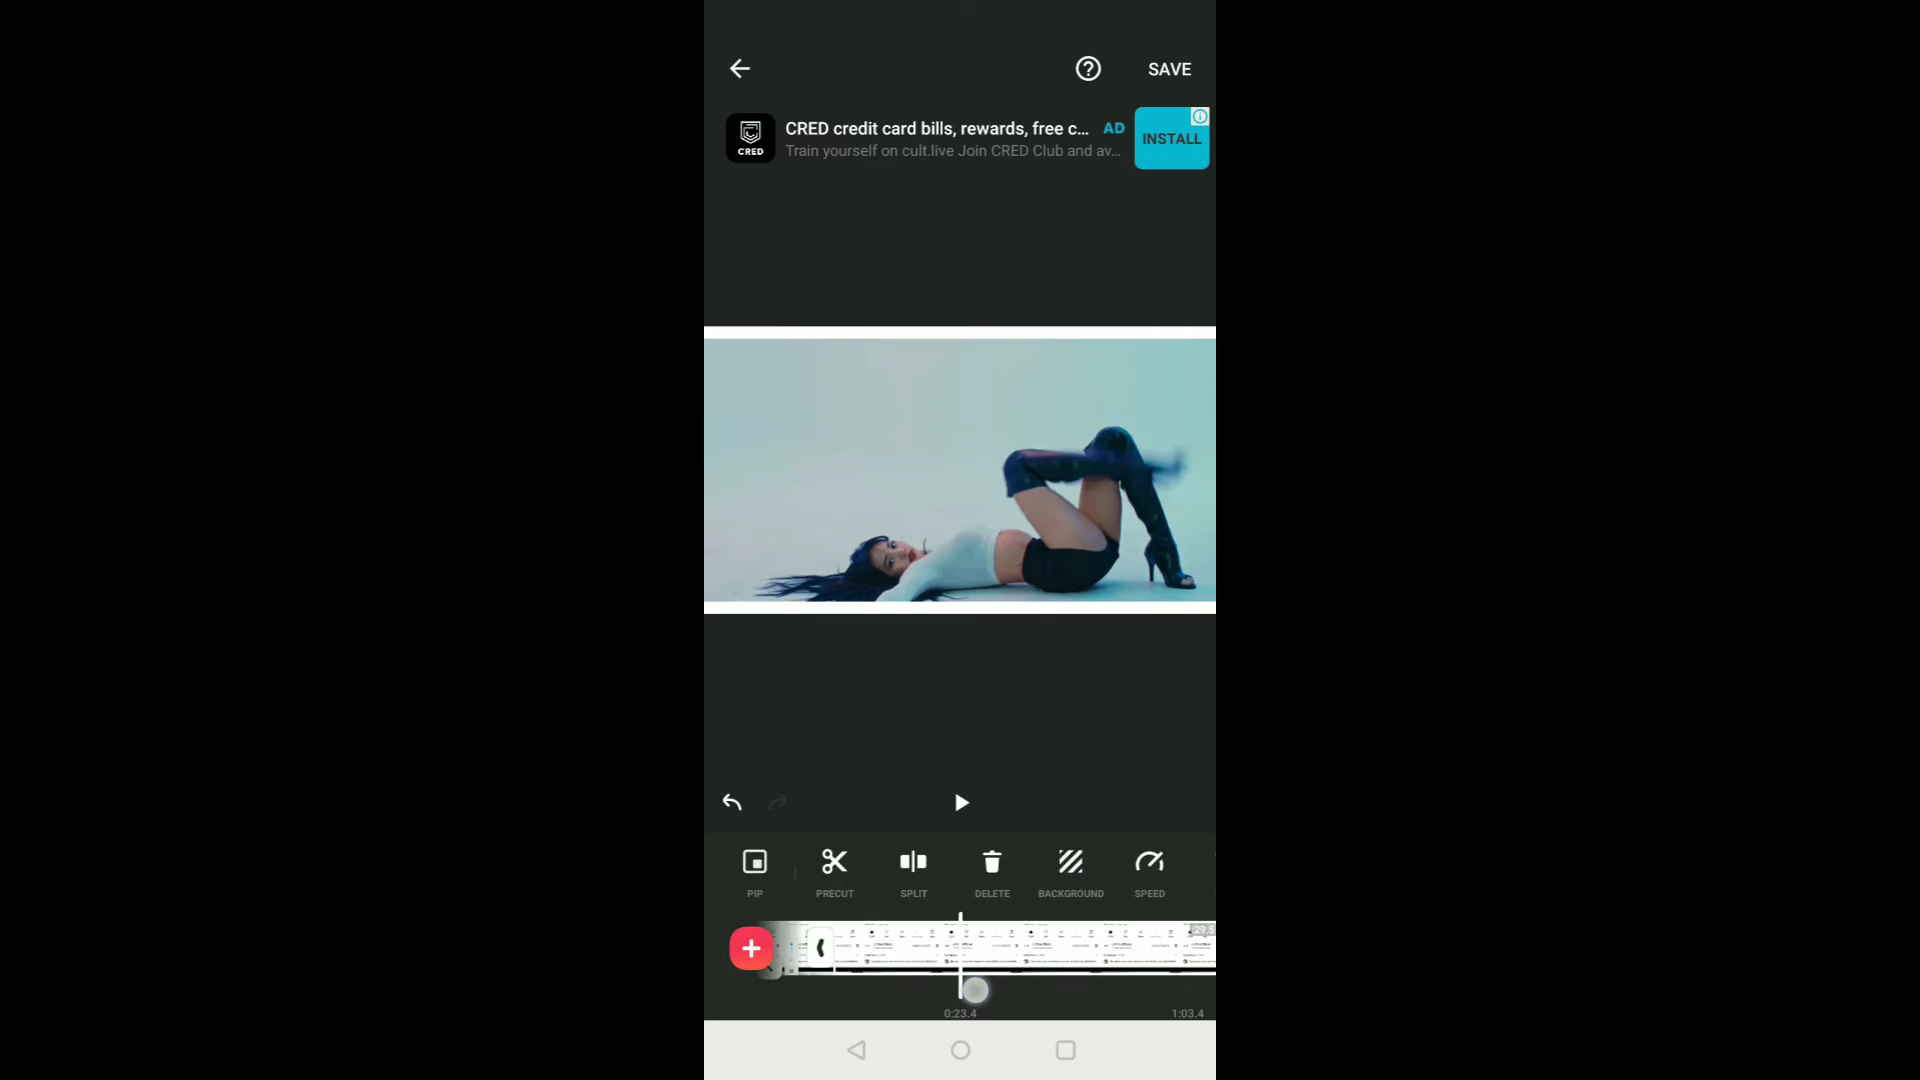 SAVE
CRED credit card bills, rewards, free c... AD
Train yourself on cult.live Join CRED Club and av...
CRED
INSTALL
PIP
PRECUT
SPLIT
DELETE
BACKGROUND
SPEED
0:23.4
1:03.4